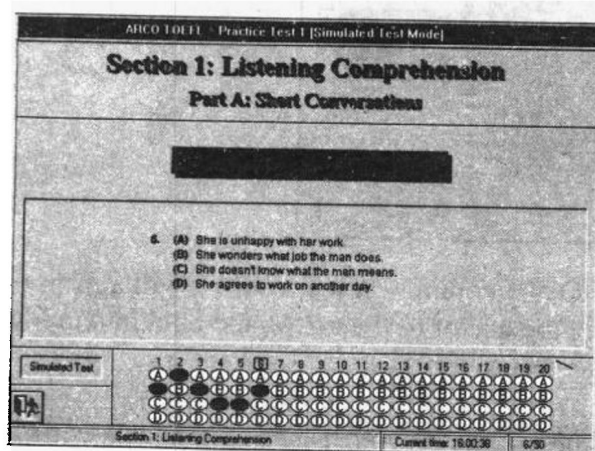 ARCO TOEFL - Practice Test 1 [Simulated Test Mode]
Section 1: Listening Comprehension
Part A: Short Conversations
6. (A) She is unhappy with her work.
(B) She wonders what job the man does.
(C) She doesn't know what the man means.
(D) She agrees to work on another day.
Simulated Test
1 2 3 4 5 6 7 8 9 10 11 12 13 14 15 16 17 18 19 20
A A A A A A A A A A A A A A A A A A A
B B B B B B B B B B B B B B B B B
C C C C C C C C C C C C C C C C C C
D D D D D D D D D D D D D D D D D D D D
Section 1: Listening Comprehension
Current time: 16:00:36
6/50